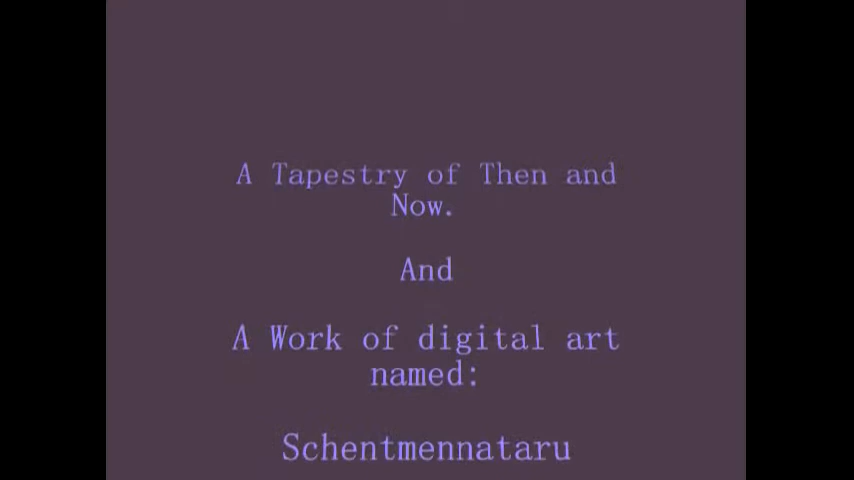 A Tapestry of Then and
Now.
And
A Work of digital art
named:
Schentmennataru